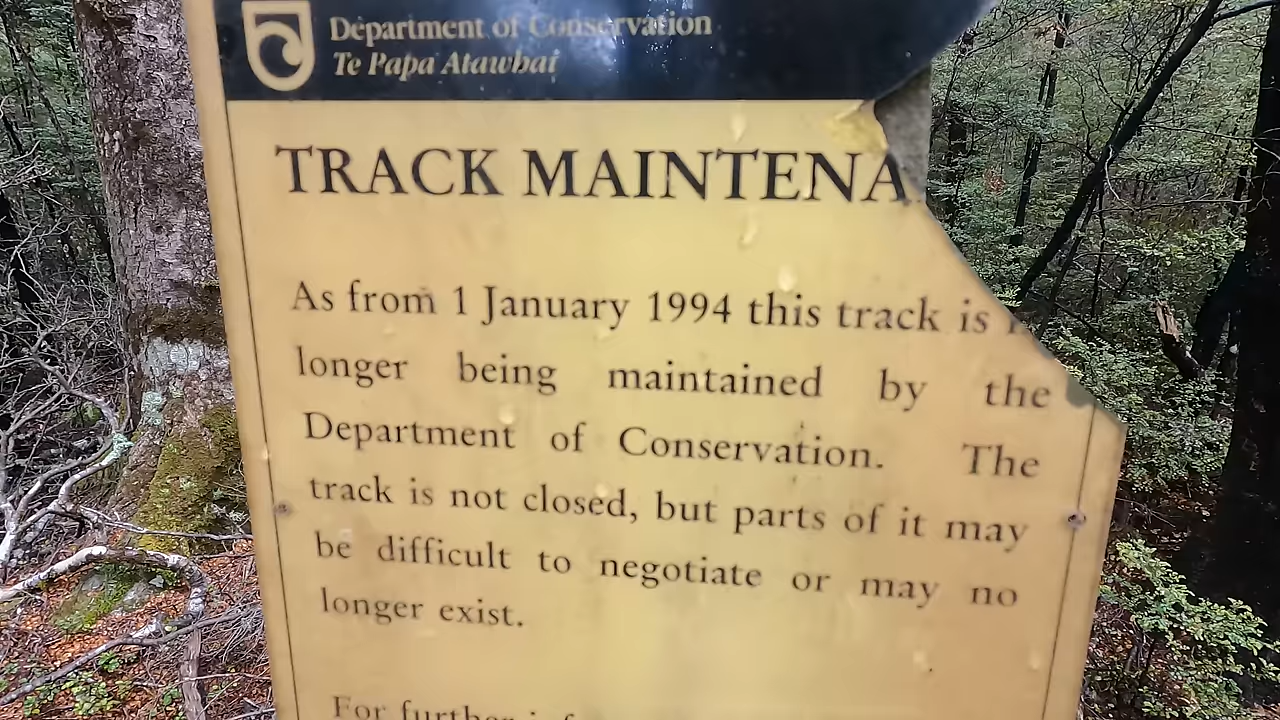 Department of Conservation
Te Papa Atawhai
TRACK MAINTENA
As from 1 January 1994 this track is
longer being maintained by the
Department of Conservation. The
track is not closed, but parts of it may
be difficult to negotiate or may no
longer exist.
For further